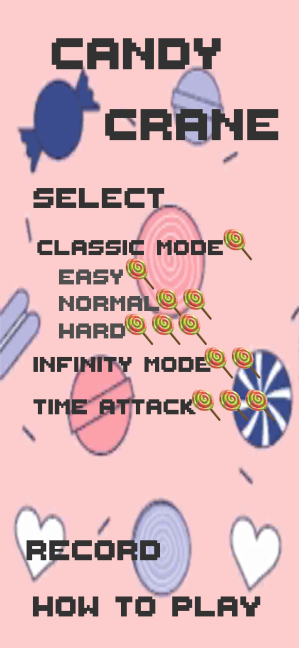 CANDY
CRANE
SELECT
CLASSIC MODE
EASY
NORMAL
HARD
INFINITY MODE
TIME ATTACK
RECORD
HOW TO PLAY